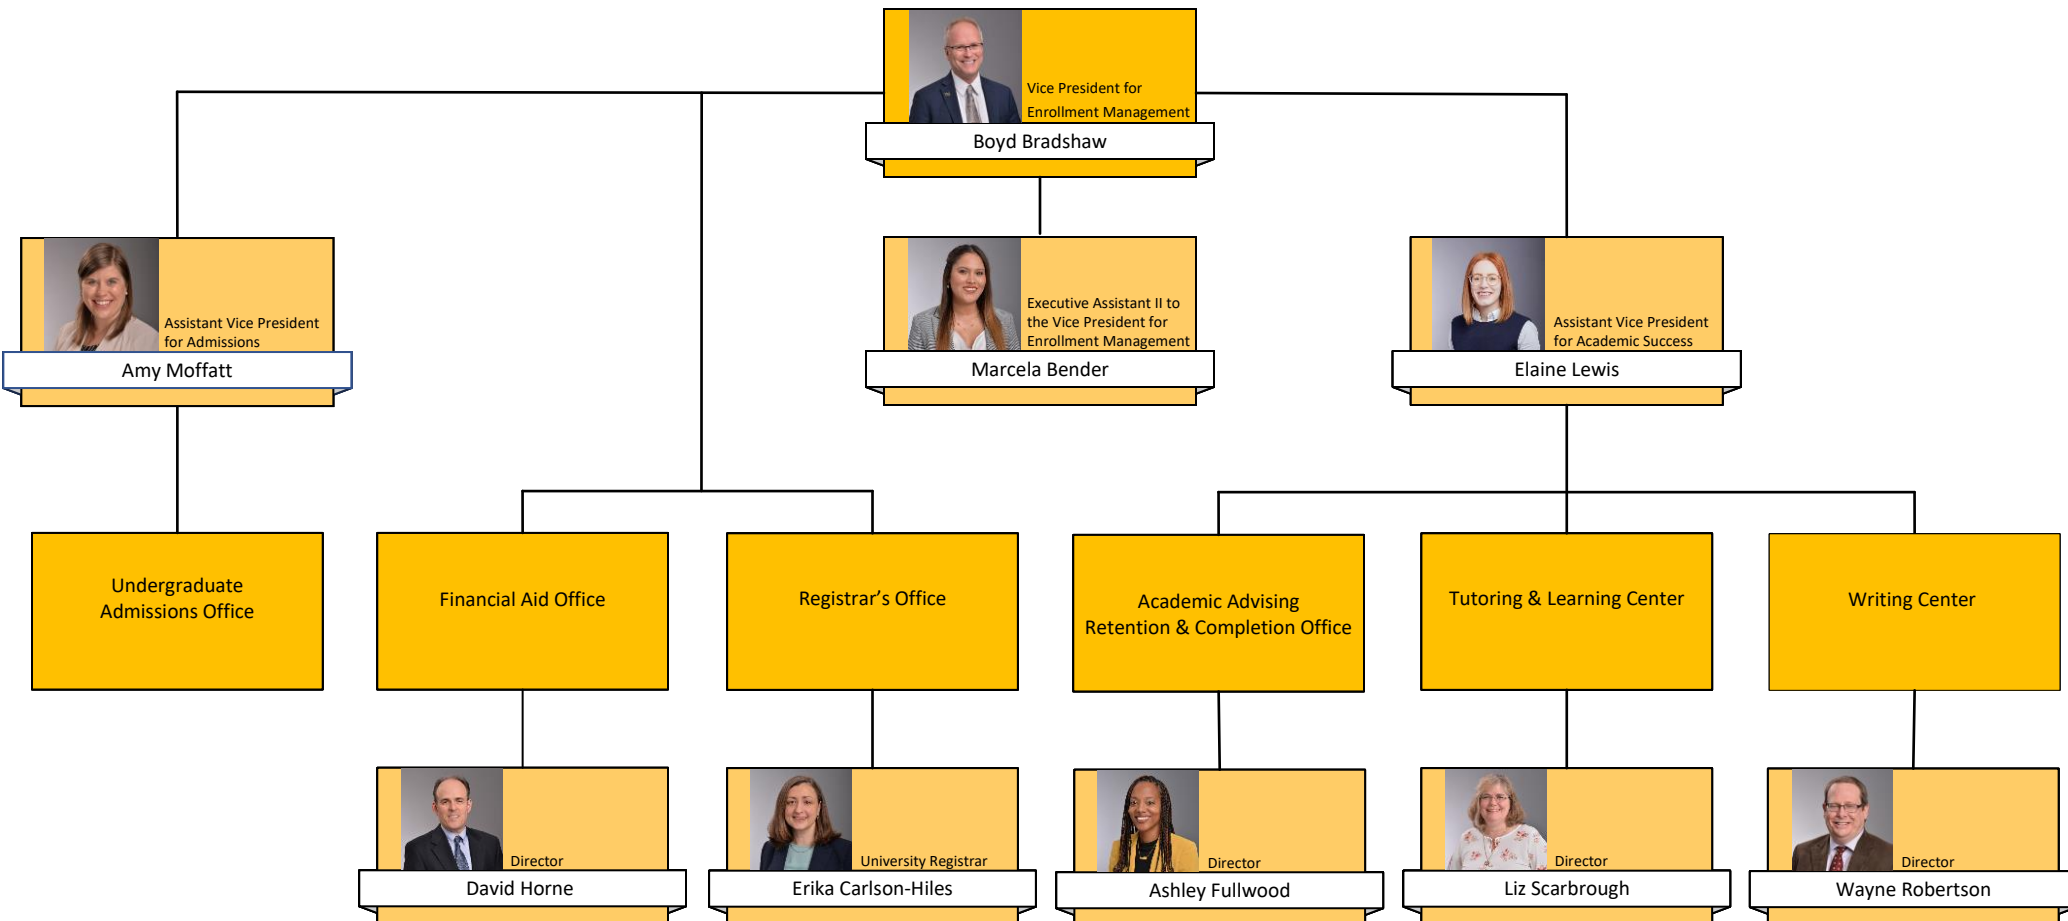 Vice President for
Enrollment Management
Boyd Bradshaw
Assistant Vice President
for Admissions
Amy Moffatt
Executive Assistant II to
the Vice President for
Enrollment Management
Marcela Bender
Assistant Vice President
for Academic Success
Elaine Lewis
Undergraduate
Admissions Office
Financial Aid Office
Registrar’s Office
Academic Advising
Retention & Completion Office
Tutoring & Learning Center
Writing Center
Director
David Horne
University Registrar
Erika Carlson-Hiles
Director
Ashley Fullwood
Director
Liz Scarbrough
Director
Wayne Robertson